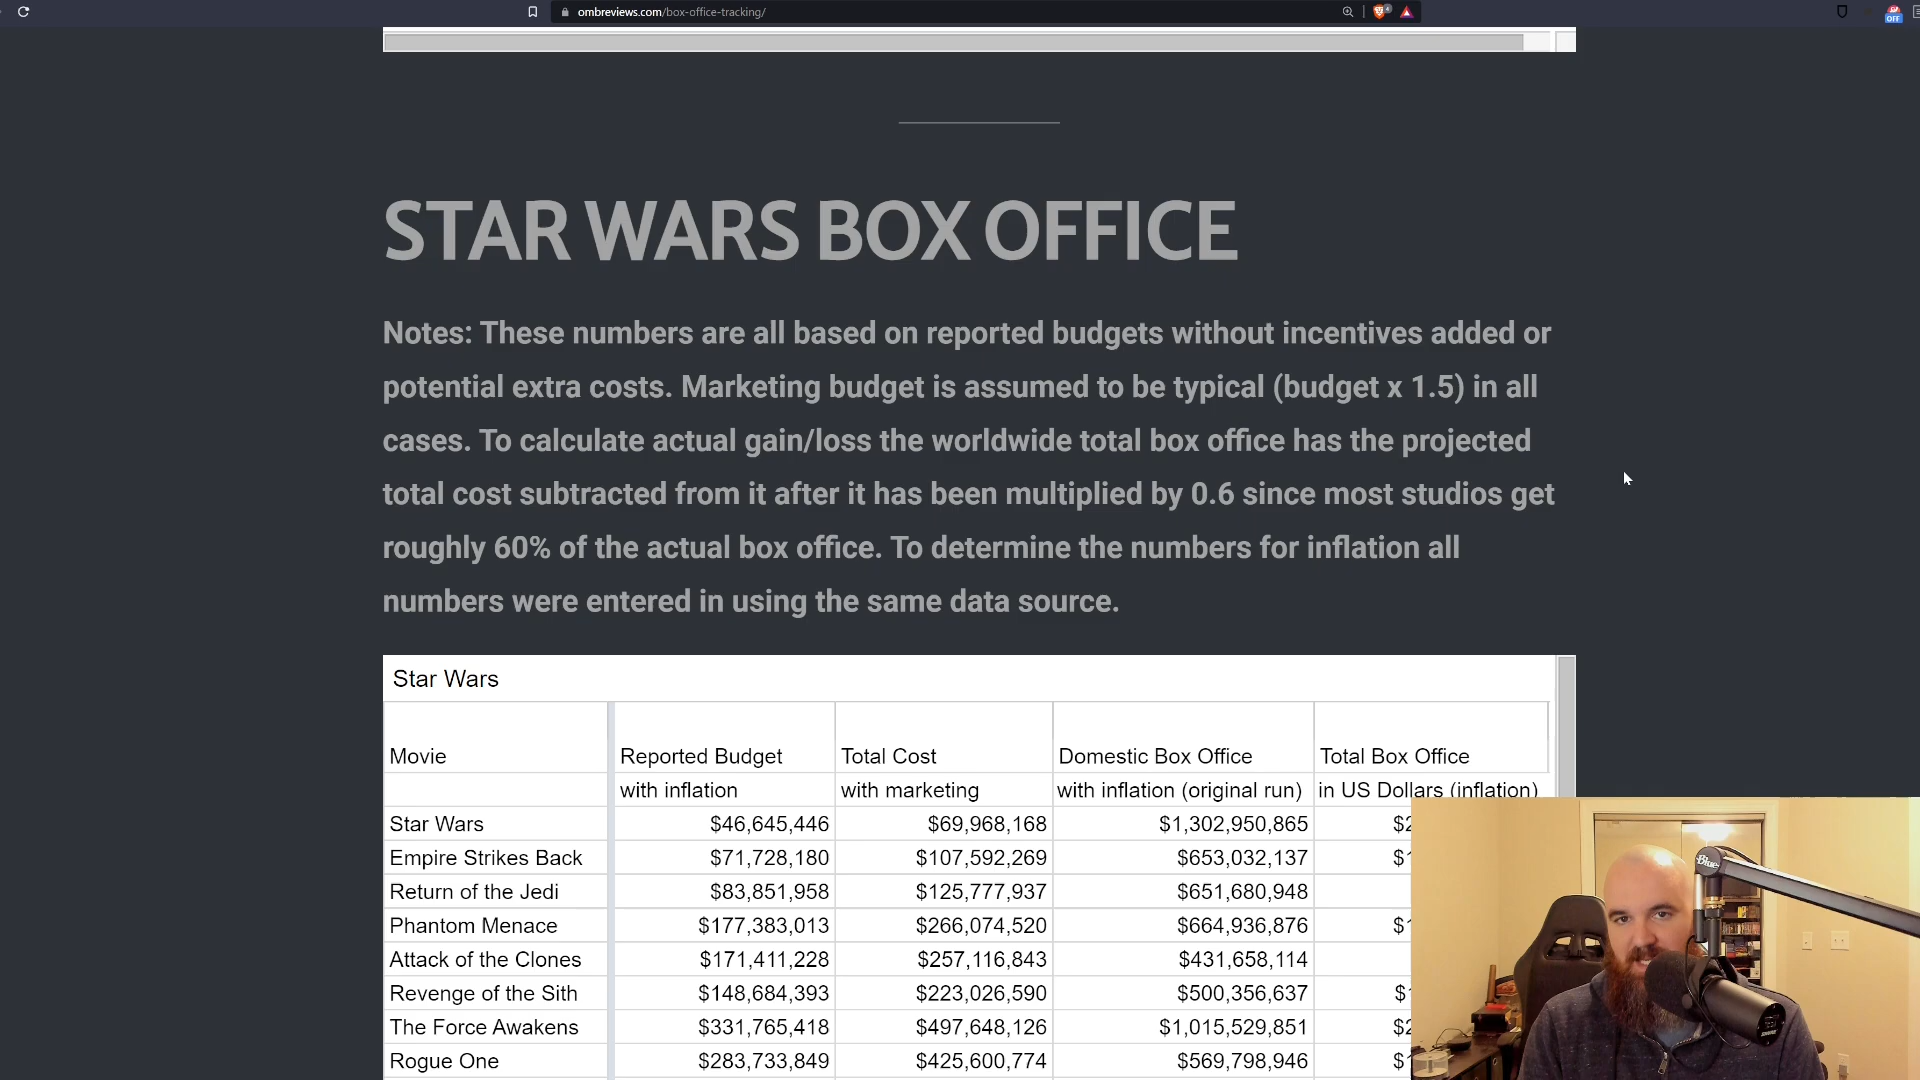 ombreviews.com/box-office-tracking/
4
OFF
STAR WARS BOX OFFICE
Notes: These numbers are all based on reported budgets without incentives added or
potential extra costs. Marketing budget is assumed to be typical (budget x 1.5) in all
cases. To calculate actual gain/loss the worldwide total box office has the projected
total cost subtracted from it after it has been multiplied by 0.6 since most studios get
roughly 60% of the actual box office. To determine the numbers for inflation all
numbers were entered in using the same data source.
Star Wars
Movie Reported Budget Total Cost Domestic Box Office Total Box Office
with inflation with marketing with inflation (original run) in US Dollars (inflation)
Star Wars $46,645,446 $69,968,168 $1,302,950,865 $2
Empire Strikes Back $71,728,180 $107,592,269 $653,032,137 $1
Return of the Jedi $83,851,958 $125,777,937 $651,680,948
Phantom Menace $177,383,013 $266,074,520 $664,936,876 $1
Attack of the Clones $171,411,228 $257,116,843 $431,658,114
Revenge of the Sith $148,684,393 $223,026,590 $500,356,637 $1
The Force Awakens $331,765,418 $497,648,126 $1,015,529,851 $2
Rogue One $283,733,849 $425,600,774 $569,798,946 $1
Blue
SHURE